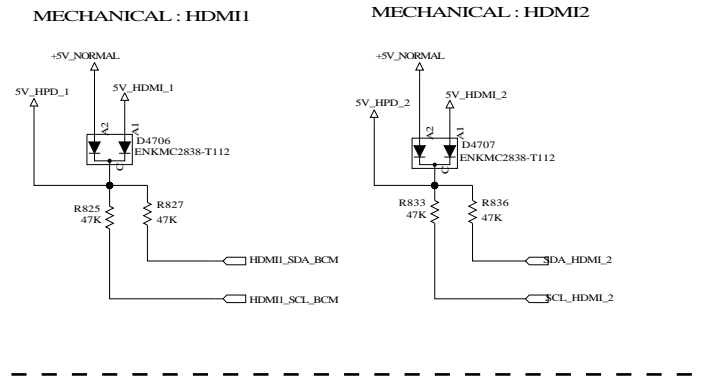 MECHANICAL : HDMI1
+5V_NORMAL
5V_HPD_1
5V_HDMI_1
A2
A1
D4706
ENKMC2838-T112
C
R825
47K
R827
47K
HDMI1_SDA_BCM
HDMI1_SCL_BCM
MECHANICAL : HDMI2
+5V_NORMAL
5V_HPD_2
5V_HDMI_2
A2
A1
D4707
ENKMC2838-T112
C
R833
47K
R836
47K
SDA_HDMI_2
SCL_HDMI_2